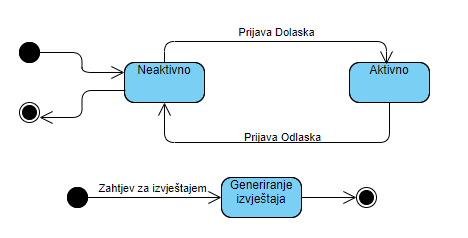 Prijava Dolaska
Neaktivno
Aktivno
Prijava Odlaska
Zahtjev za izvještajem
Generiranje
izvještaja